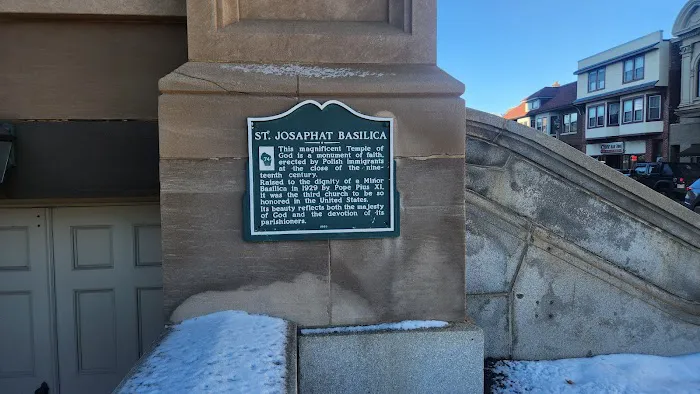 ST. JOSAPHAT BASILICA
This magnificent Temple of
God is a monument of faith,
erected by Polish immigrants
at the close of the nine-
teenth century.
Raised to the dignity of a Minor
Basilica in 1929 by Pope Pius XI,
it was the third church to be so
honored in the United States.
Its beauty reflects both the majesty
of God and the devotion of its
parishioners.